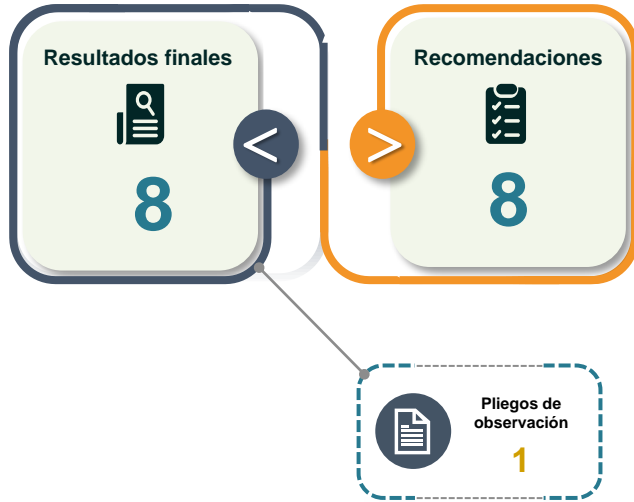 Resultados finales
8
<
>
Recomendaciones
8
Pliegos de
observación
1